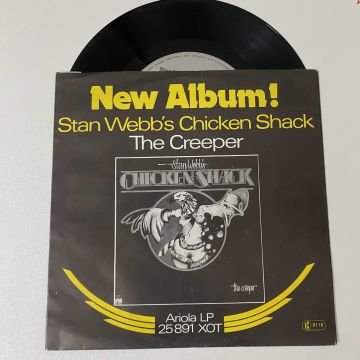 New Album!
Stan Webb's Chicken Shack
The Creeper
Stan Webb's
CHICKEN SHACK
the creeper
Ariola LP
25 891 XOT